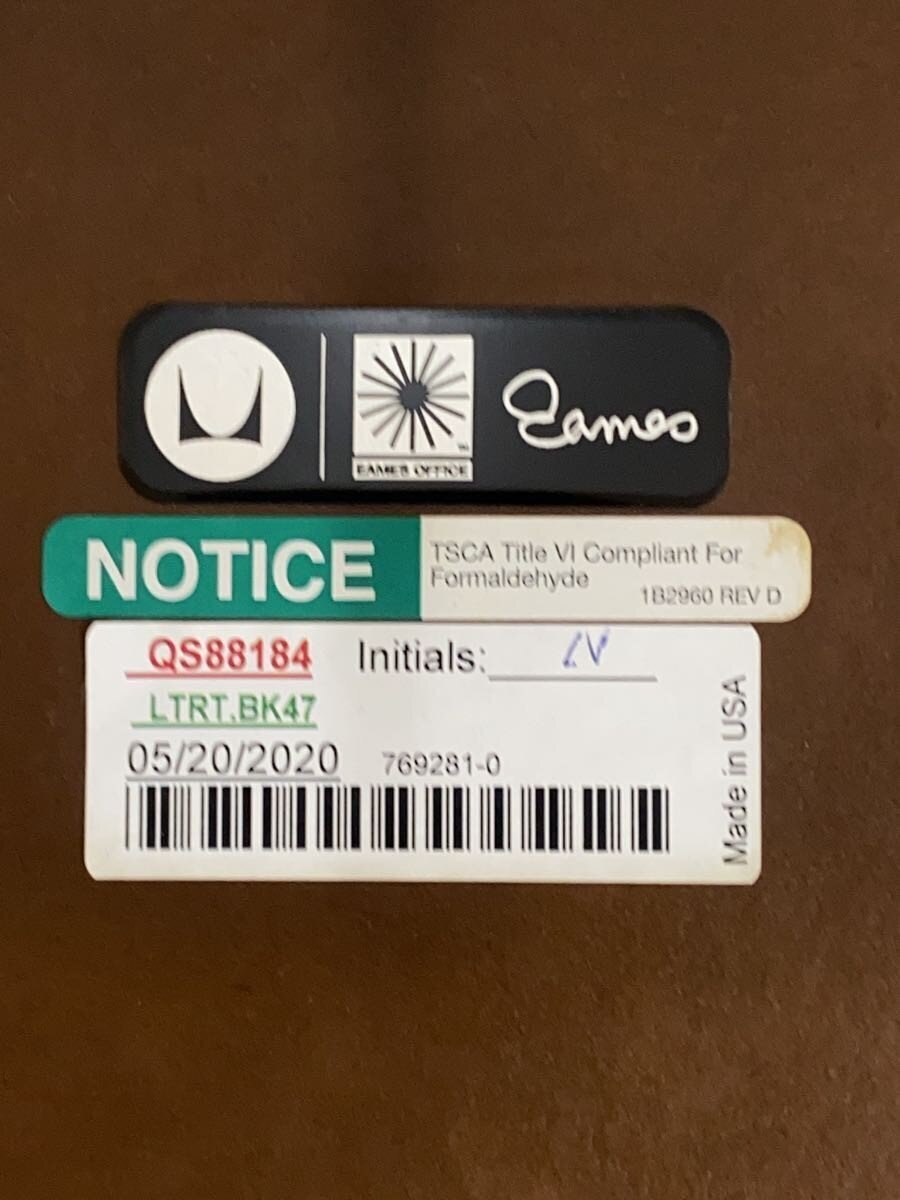 EAMES OFFICE
Eames
NOTICE
TSCA Title VI Compliant For
Formaldehyde
1B2960 REV D
QS88184 Initials: LV
LTRT.BK47
05/20/2020 769281-0
Made in USA